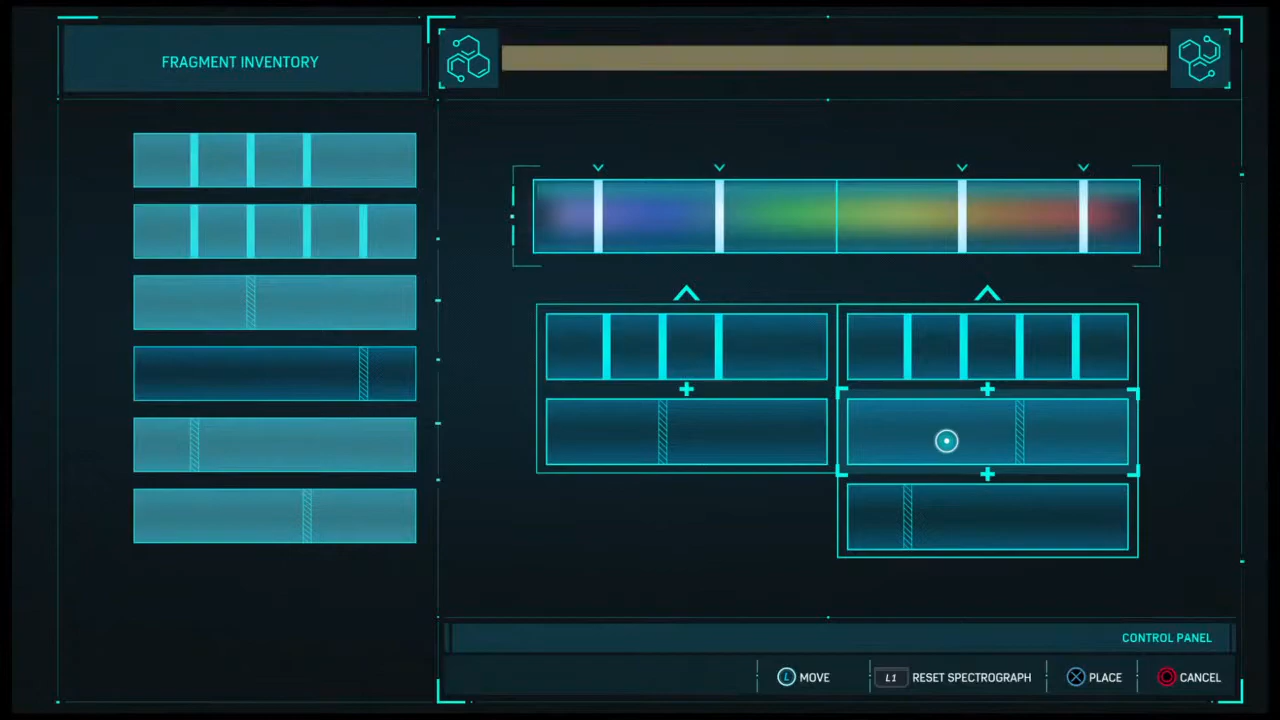 FRAGMENT INVENTORY
CONTROL PANEL
L MOVE
L1 RESET SPECTROGRAPH
PLACE
CANCEL